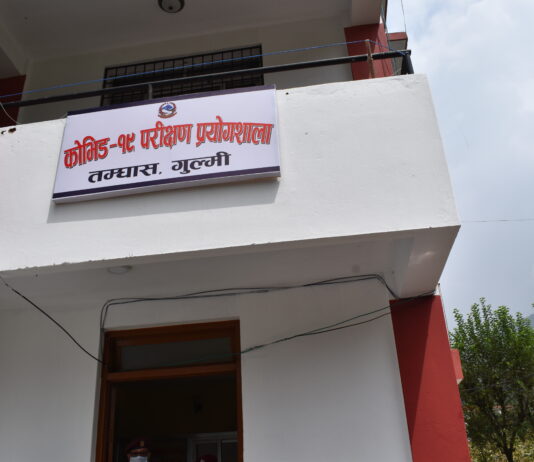 कोभिड-१९ परीक्षण प्रयोगशाला
तम्घास, गुल्मी